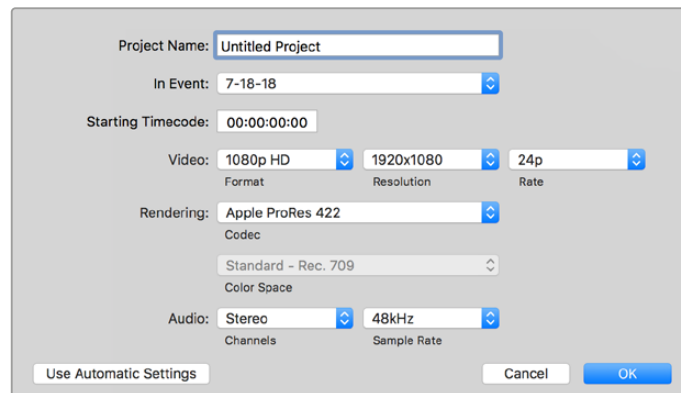 Project Name: Untitled Project
In Event: 7-18-18
Starting Timecode: 00:00:00:00
Video: 1080p HD 1920x1080 24p
Format Resolution Rate
Rendering: Apple ProRes 422
Codec
Standard - Rec. 709
Color Space
Audio: Stereo 48kHz
Channels Sample Rate
Use Automatic Settings Cancel OK